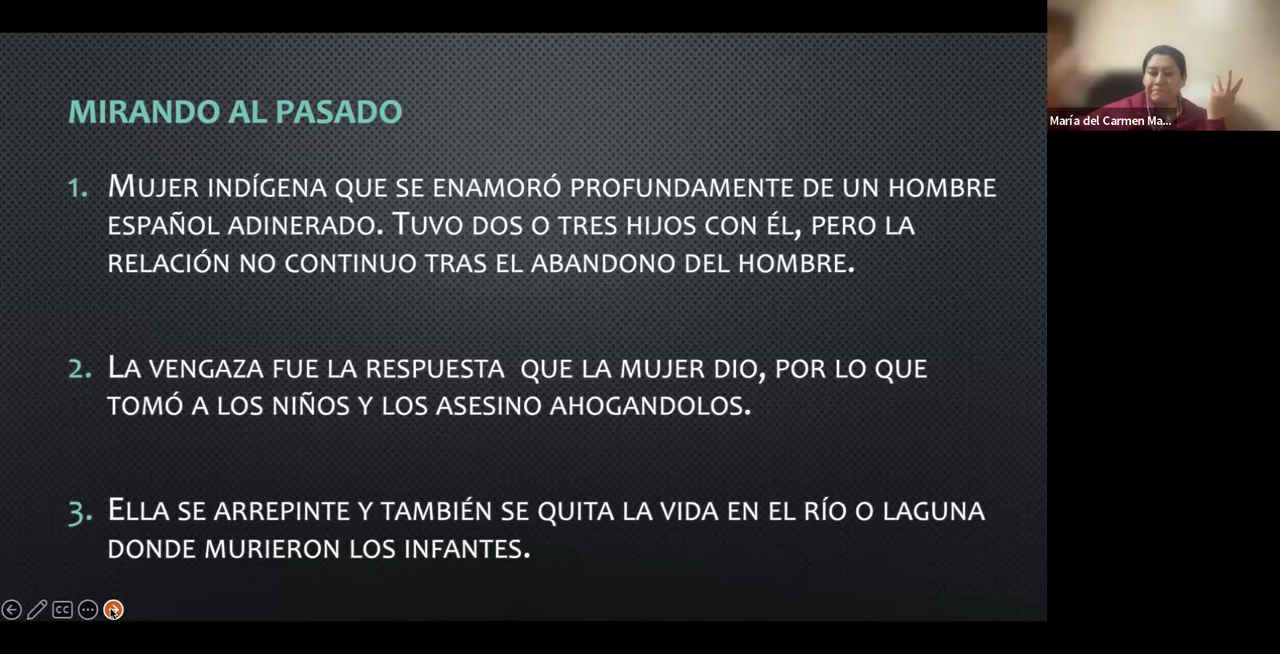 MIRANDO AL PASADO
1. MUJER INDÍGENA QUE SE ENAMORÓ PROFUNDAMENTE DE UN HOMBRE
ESPAÑOL ADINERADO. TUVO DOS O TRES HIJOS CON ÉL, PERO LA
RELACIÓN NO CONTINUO TRAS EL ABANDONO DEL HOMBRE.
2. LA VENGAZA FUE LA RESPUESTA QUE LA MUJER DIO, POR LO QUE
TOMÓ A LOS NIÑOS Y LOS ASESINO AHOGANDOLOS.
3. ELLA SE ARREPINTE Y TAMBIÉN SE QUITA LA VIDA EN EL RÍO O LAGUNA
DONDE MURIERON LOS INFANTES.
CC
María del Carmen Ma...